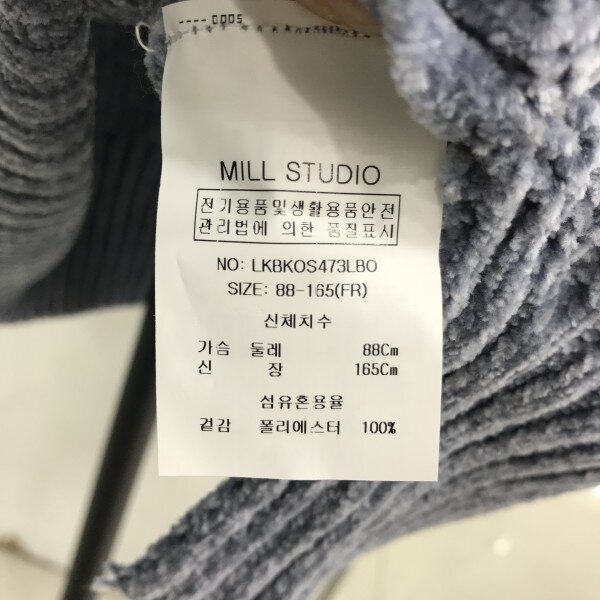 ---- C005
MILL STUDIO
전기용품및생활용품안전
관리법에 의한 품질표시
NO: LKBKOS473LBO
SIZE: 88-165(FR)
신체치수
가슴 둘레 88Cm
신 장 165Cm
섬유혼용율
겉감 폴리에스터 100%